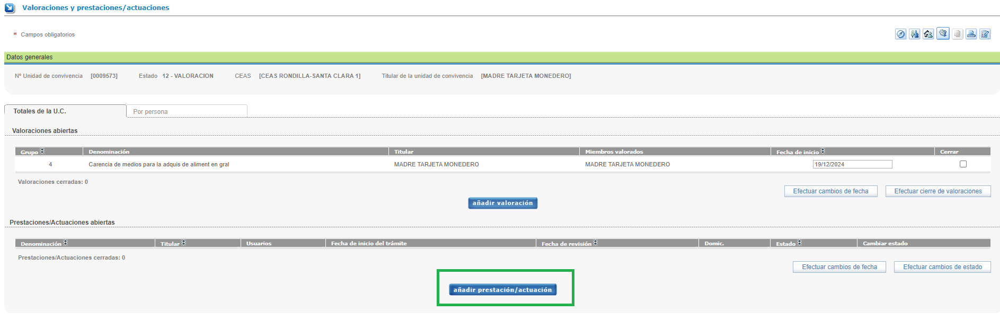 Valoraciones y prestaciones/actuaciones
* Campos obligatorios
Datos generales
Nº Unidad de convivencia [0009573] Estado 12 - VALORACION CEAS [CEAS RONDILLA-SANTA CLARA 1] Titular de la unidad de convivencia [MADRE TARJETA MONEDERO]
Totales de la U.C. Por persona
Valoraciones abiertas
Grupo Denominación Titular Miembros valorados Fecha de inicio Cerrar
4 Carencia de medios para la adquis de aliment en gral MADRE TARJETA MONEDERO MADRE TARJETA MONEDERO 19/12/2024
Valoraciones cerradas: 0
Efectuar cambios de fecha Efectuar cierre de valoraciones
añadir valoración
Prestaciones/Actuaciones abiertas
Denominación Titular Usuarios Fecha de inicio del trámite Fecha de revisión Domic. Estado Cambiar estado
Prestaciones/Actuaciones cerradas: 0
Efectuar cambios de fecha Efectuar cambios de estado
añadir prestación/actuación